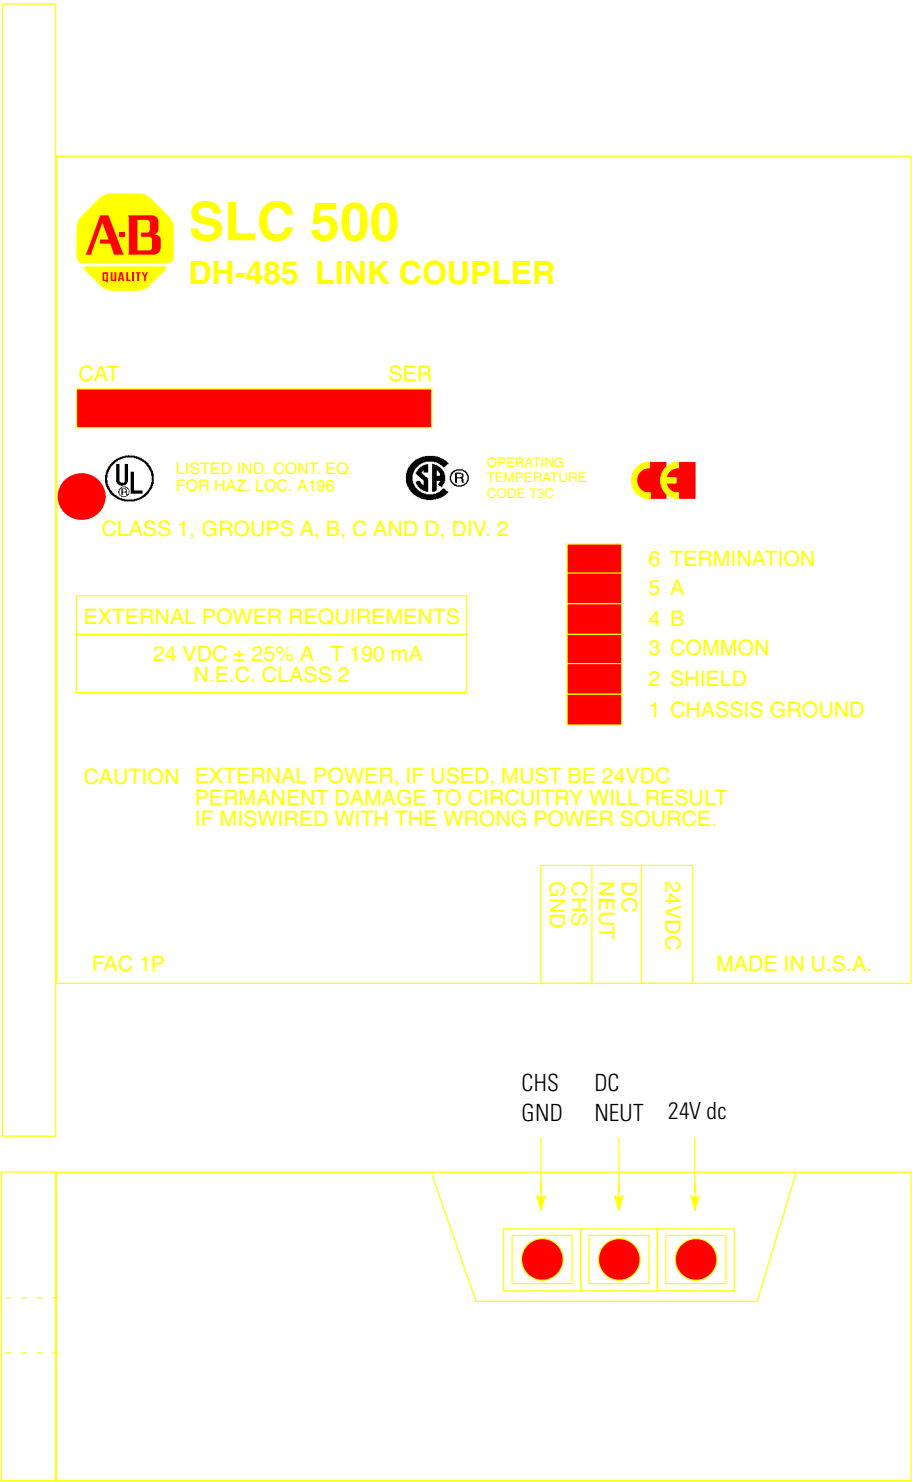 A·B
QUALITY
SLC 500
DH-485 LINK COUPLER
CAT SER
UL
®
LISTED IND. CONT. EQ.
FOR HAZ. LOC. A196
SA ®
OPERATING
TEMPERATURE
CODE T3C
CE
CLASS 1, GROUPS A, B, C AND D, DIV. 2
6 TERMINATION
5 A
4 B
3 COMMON
2 SHIELD
1 CHASSIS GROUND
EXTERNAL POWER REQUIREMENTS
24 VDC ± 25% A T 190 mA
N.E.C. CLASS 2
CAUTION EXTERNAL POWER, IF USED, MUST BE 24VDC
PERMANENT DAMAGE TO CIRCUITRY WILL RESULT
IF MISWIRED WITH THE WRONG POWER SOURCE.
CHS
GND
DC
NEUT
24VDC
FAC 1P
MADE IN U.S.A.
CHS
GND
DC
NEUT
24V dc